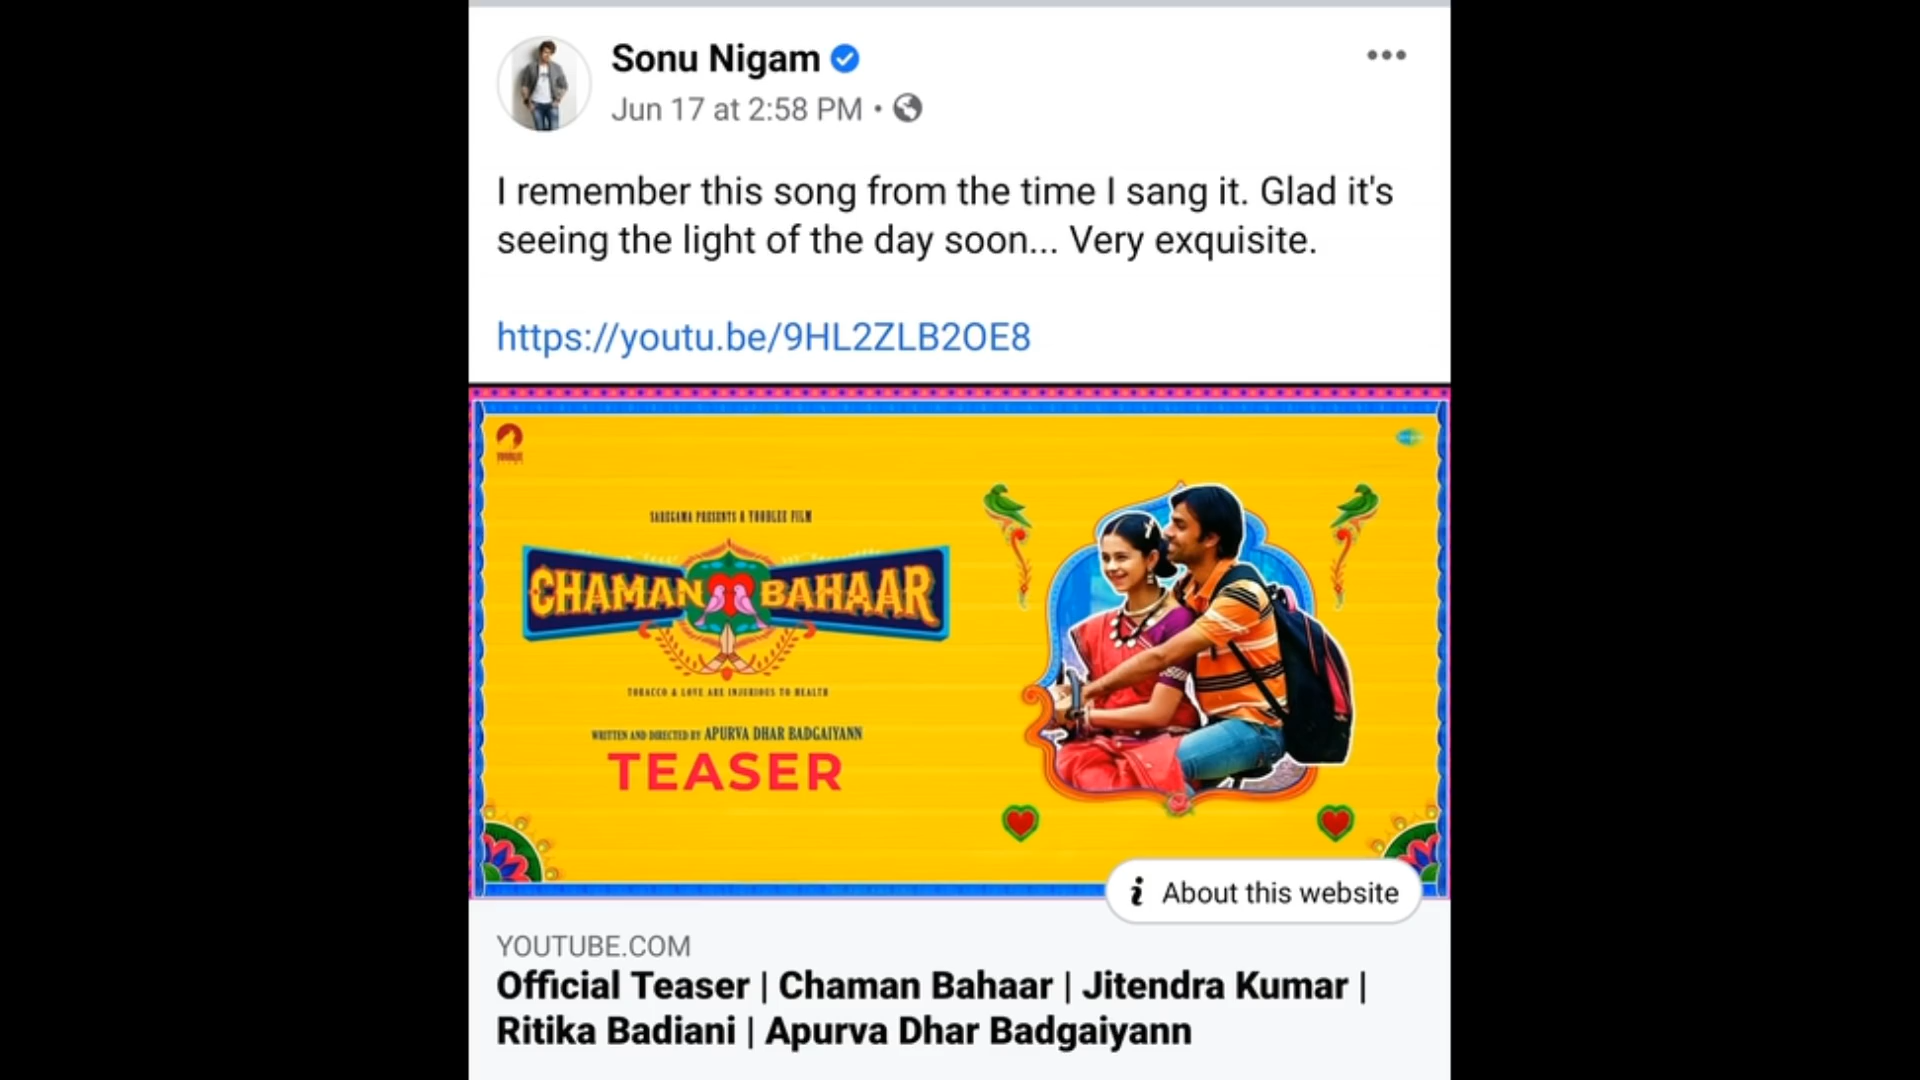 Sonu Nigam
Jun 17 at 2:58 PM •
I remember this song from the time I sang it. Glad it's
seeing the light of the day soon... Very exquisite.
https://youtu.be/9HL2ZLB2OE8
SAREGAMA PRESENTS A YOODLEE FILM
CHAMAN BAHAAR
TOBACCO & LOVE ARE INJURIOUS TO HEALTH
WRITTEN AND DIRECTED BY APURVA DHAR BADGAIYANN
TEASER
i About this website
YOUTUBE.COM
Official Teaser | Chaman Bahaar | Jitendra Kumar |
Ritika Badiani | Apurva Dhar Badgaiyann